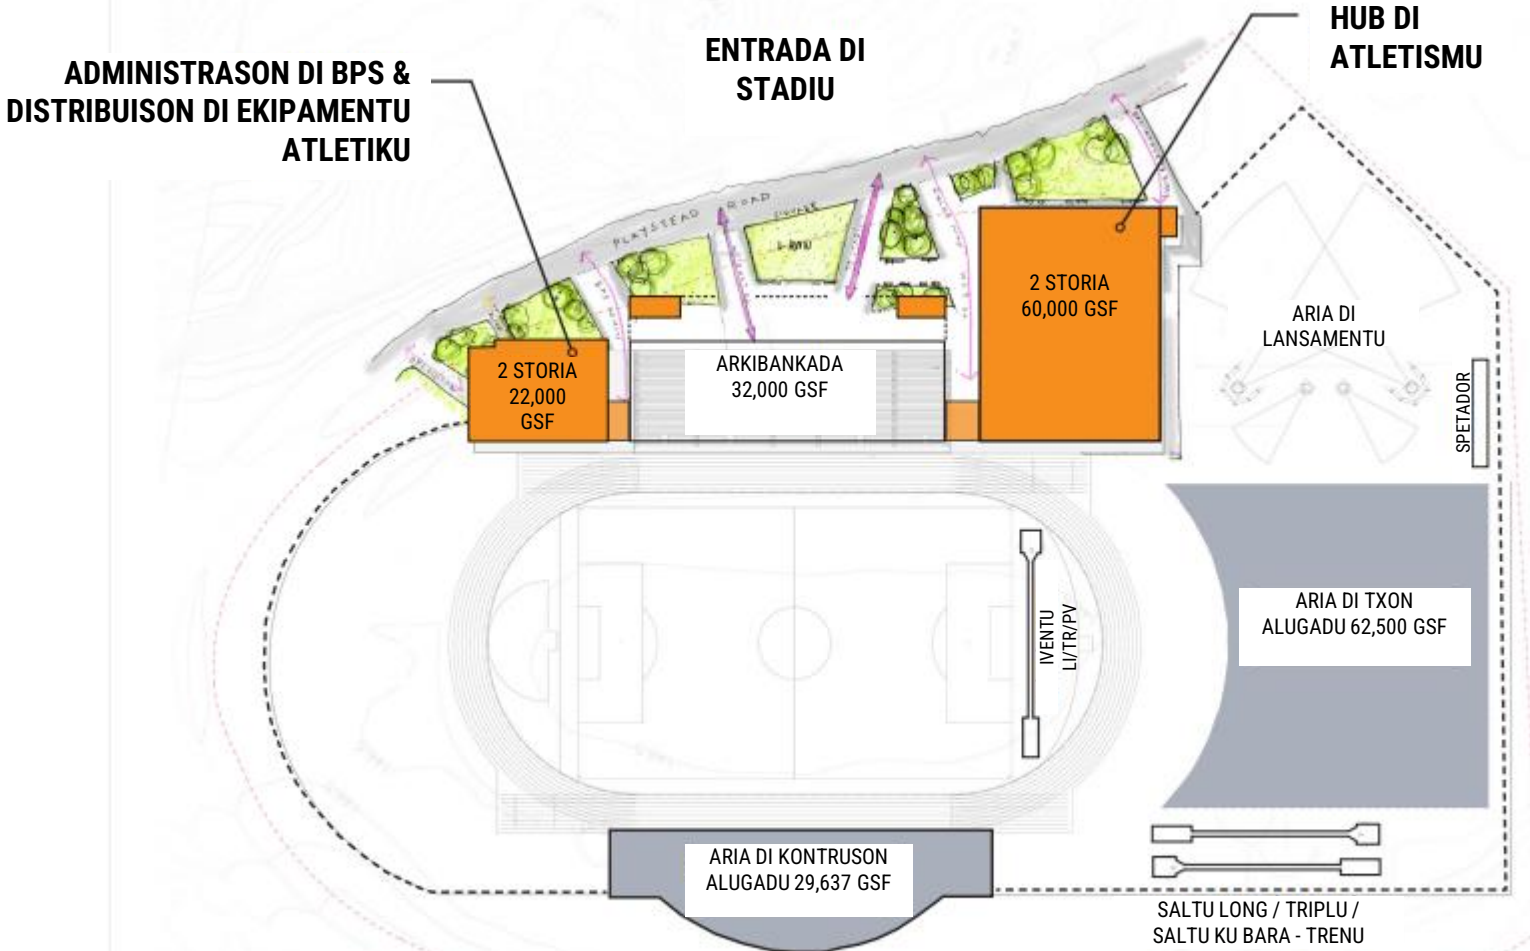 HUB DI
ATLETISMU
ENTRADA DI
STADIU
ADMINISTRASON DI BPS &
DISTRIBUISON DI EKIPAMENTU
ATLETIKU
PLAYSTEAD ROAD
2 STORIA
60,000 GSF
ARIA DI
LANSAMENTU
2 STORIA
22,000
GSF
ARKIBANKADA
32,000 GSF
SPETADOR
IVENTU
LI/TR/PV
ARIA DI TXON
ALUGADU 62,500 GSF
ARIA DI KONTRUSON
ALUGADU 29,637 GSF
SALTU LONG / TRIPLU /
SALTU KU BARA - TRENU